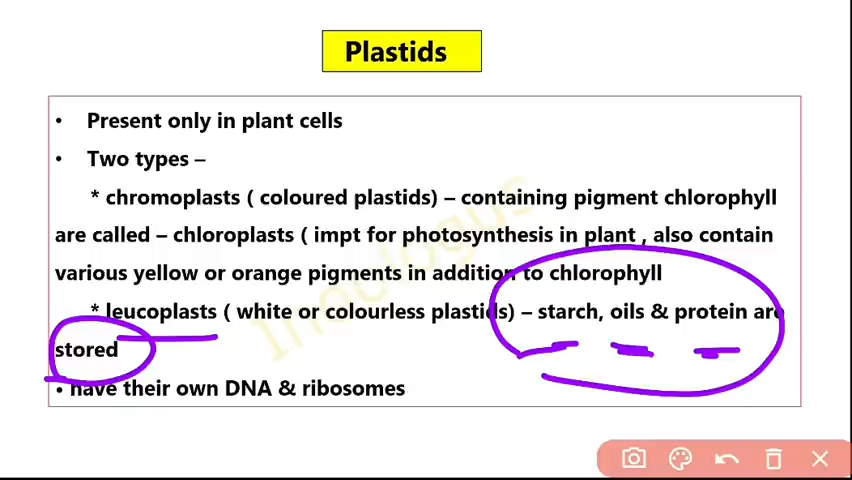 Plastids
• Present only in plant cells
• Two types –
* chromoplasts ( coloured plastids) – containing pigment chlorophyll
are called – chloroplasts ( impt for photosynthesis in plant , also contain
various yellow or orange pigments in addition to chlorophyll
* leucoplasts ( white or colourless plastids) – starch, oils & protein are
stored
• have their own DNA & ribosomes